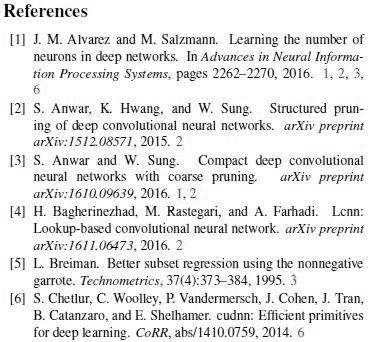 References
[1] J. M. Alvarez and M. Salzmann. Learning the number of
neurons in deep networks. In Advances in Neural Informa-
tion Processing Systems, pages 2262–2270, 2016. 1, 2, 3,
6
[2] S. Anwar, K. Hwang, and W. Sung. Structured prun-
ing of deep convolutional neural networks. arXiv preprint
arXiv:1512.08571, 2015. 2
[3] S. Anwar and W. Sung. Compact deep convolutional
neural networks with coarse pruning. arXiv preprint
arXiv:1610.09639, 2016. 1, 2
[4] H. Bagherinezhad, M. Rastegari, and A. Farhadi. Lcnn:
Lookup-based convolutional neural network. arXiv preprint
arXiv:1611.06473, 2016. 2
[5] L. Breiman. Better subset regression using the nonnegative
garrote. Technometrics, 37(4):373–384, 1995. 3
[6] S. Chetlur, C. Woolley, P. Vandermersch, J. Cohen, J. Tran,
B. Catanzaro, and E. Shelhamer. cudnn: Efficient primitives
for deep learning. CoRR, abs/1410.0759, 2014. 6